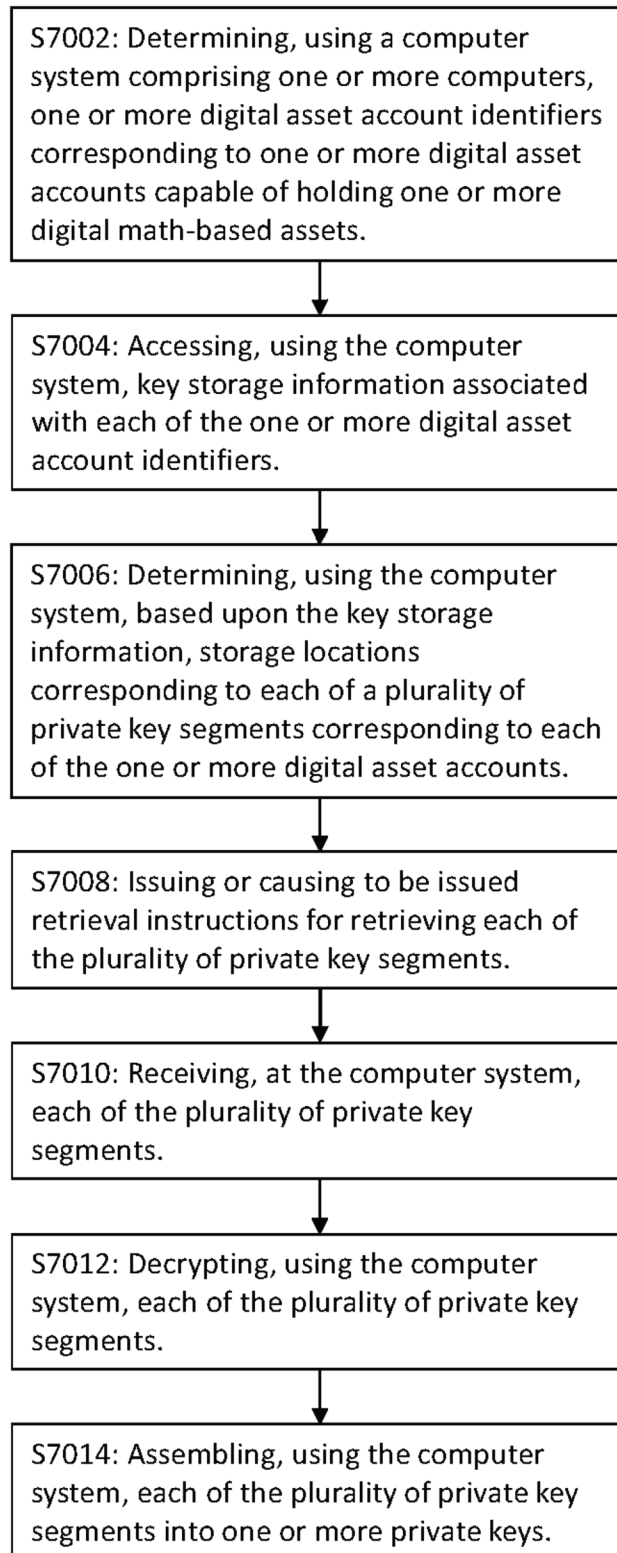 S7002: Determining, using a computer
system comprising one or more computers,
one or more digital asset account identifiers
corresponding to one or more digital asset
accounts capable of holding one or more
digital math-based assets.
S7004: Accessing, using the computer
system, key storage information associated
with each of the one or more digital asset
account identifiers.
S7006: Determining, using the computer
system, based upon the key storage
information, storage locations
corresponding to each of a plurality of
private key segments corresponding to each
of the one or more digital asset accounts.
S7008: Issuing or causing to be issued
retrieval instructions for retrieving each of
the plurality of private key segments.
S7010: Receiving, at the computer system,
each of the plurality of private key
segments.
S7012: Decrypting, using the computer
system, each of the plurality of private key
segments.
S7014: Assembling, using the computer
system, each of the plurality of private key
segments into one or more private keys.